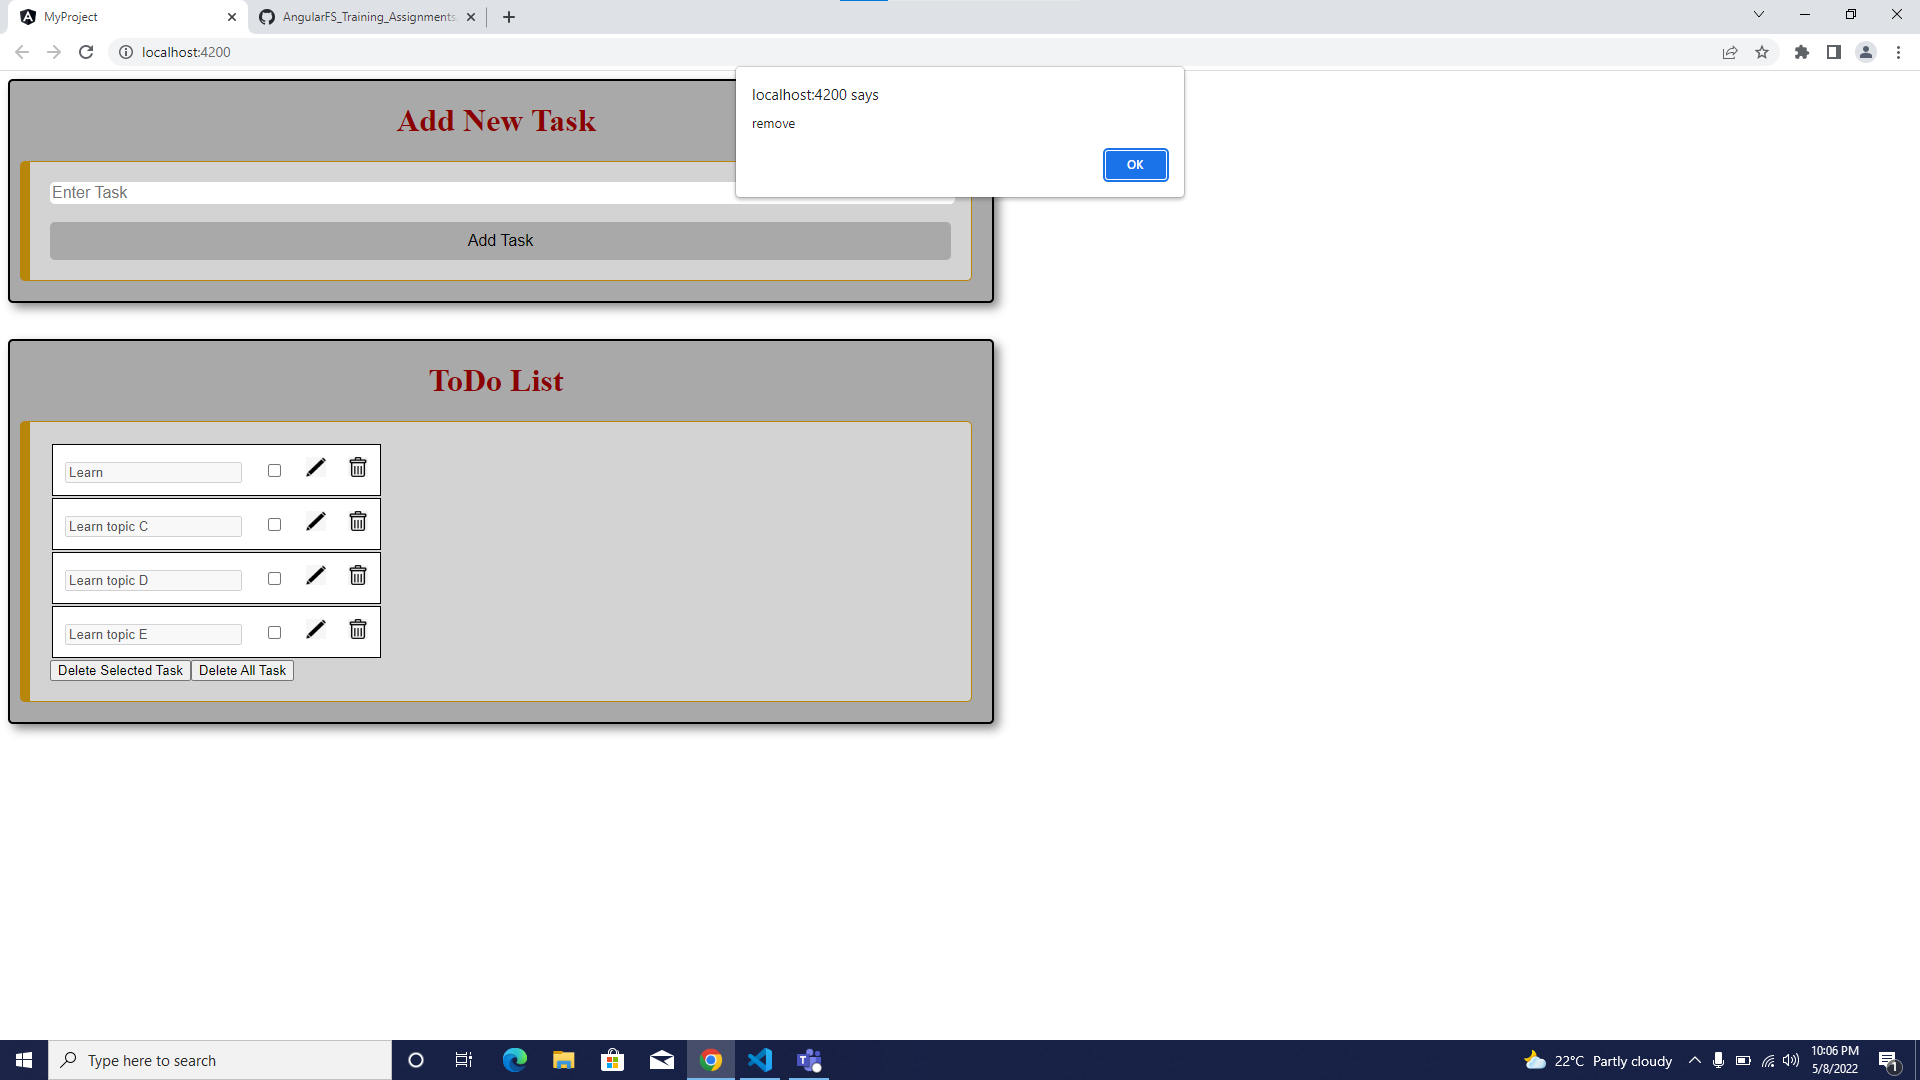 MyProject
AngularFS_Training_Assignments
localhost:4200
localhost:4200 says
remove
OK
Add New Task
Enter Task
Add Task
ToDo List
Learn
Learn topic C
Learn topic D
Learn topic E
Delete Selected Task Delete All Task
Type here to search
22°C Partly cloudy
10:06 PM
5/8/2022
1